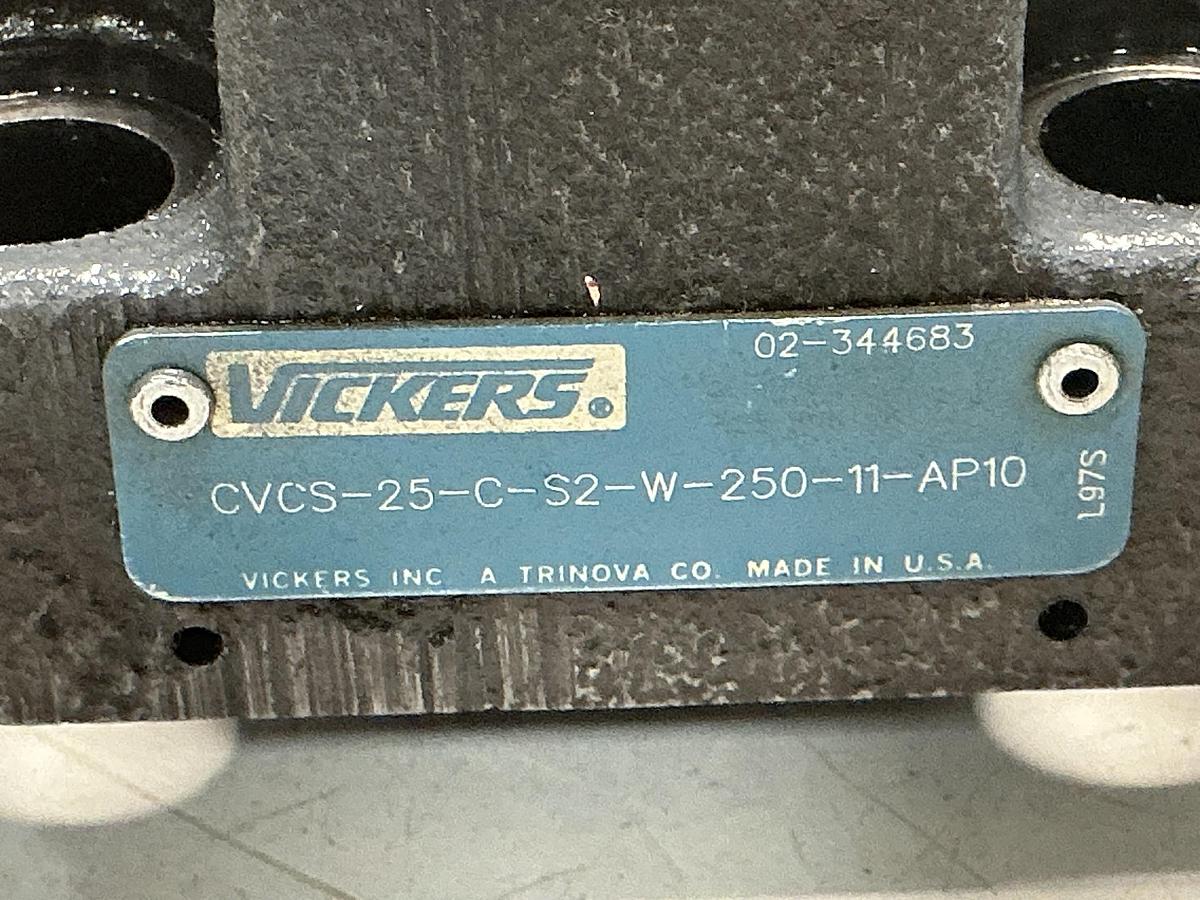 VICKERS®
02-344683
CVCS-25-C-S2-W-250-11-AP10
L97S
VICKERS INC A TRINOVA CO. MADE IN U.S.A.